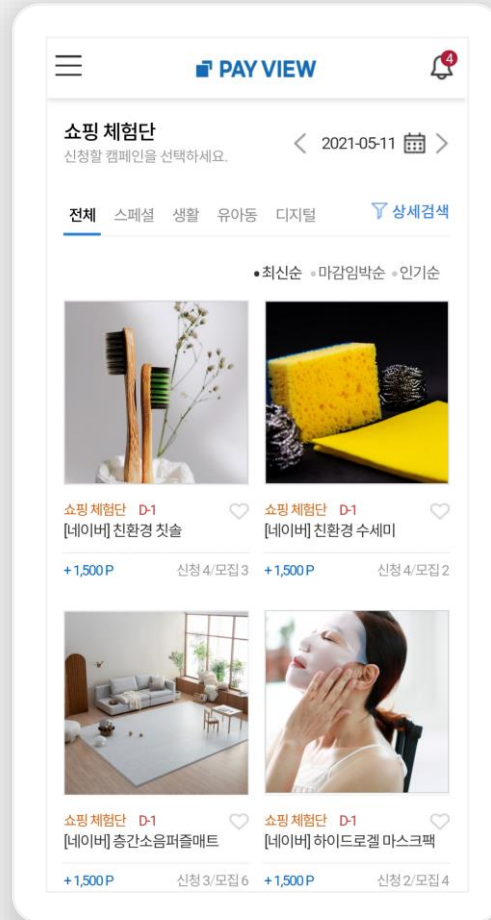 4
PAY VIEW
쇼핑 체험단
2021-05-11
신청할 캠페인을 선택하세요.
전체 스페셜 생활 유아동 디지털 상세검색
최신순 마감임박순 인기순
쇼핑 체험단 D-1
[네이버] 친환경 칫솔
+1,500 P 신청 4/모집 3
쇼핑 체험단 D-1
[네이버] 친환경 수세미
+1,500 P 신청 4/모집 2
쇼핑 체험단 D-1
[네이버] 층간소음퍼즐매트
+1,500 P 신청 3/모집 6
쇼핑 체험단 D-1
[네이버] 하이드로겔 마스크팩
+1,500 P 신청 2/모집 4